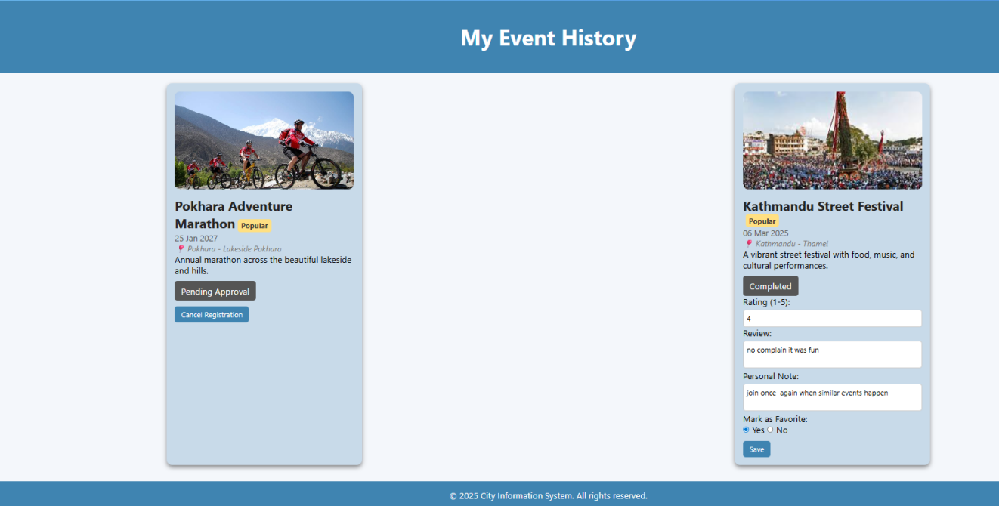 My Event History
Pokhara Adventure
Marathon Popular
25 Jan 2027
Pokhara - Lakeside Pokhara
Annual marathon across the beautiful lakeside
and hills.
Pending Approval
Cancel Registration
Kathmandu Street Festival
Popular
06 Mar 2025
Kathmandu - Thamel
A vibrant street festival with food, music, and
cultural performances.
Completed
Rating (1-5):
4
Review:
no complain it was fun
Personal Note:
join once  again when similar events happen
Mark as Favorite:
Yes No
Save
© 2025 City Information System. All rights reserved.